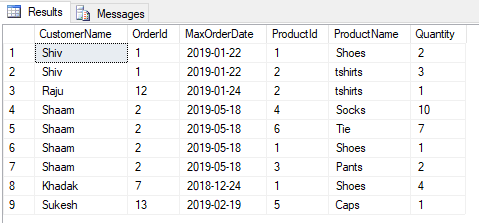 Results Messages
CustomerName OrderId MaxOrderDate ProductId ProductName Quantity
1 Shiv 1 2019-01-22 1 Shoes 2
2 Shiv 1 2019-01-22 2 tshirts 3
3 Raju 12 2019-01-24 2 tshirts 1
4 Shaam 2 2019-05-18 4 Socks 10
5 Shaam 2 2019-05-18 6 Tie 7
6 Shaam 2 2019-05-18 1 Shoes 1
7 Shaam 2 2019-05-18 3 Pants 2
8 Khadak 7 2018-12-24 1 Shoes 4
9 Sukesh 13 2019-02-19 5 Caps 1